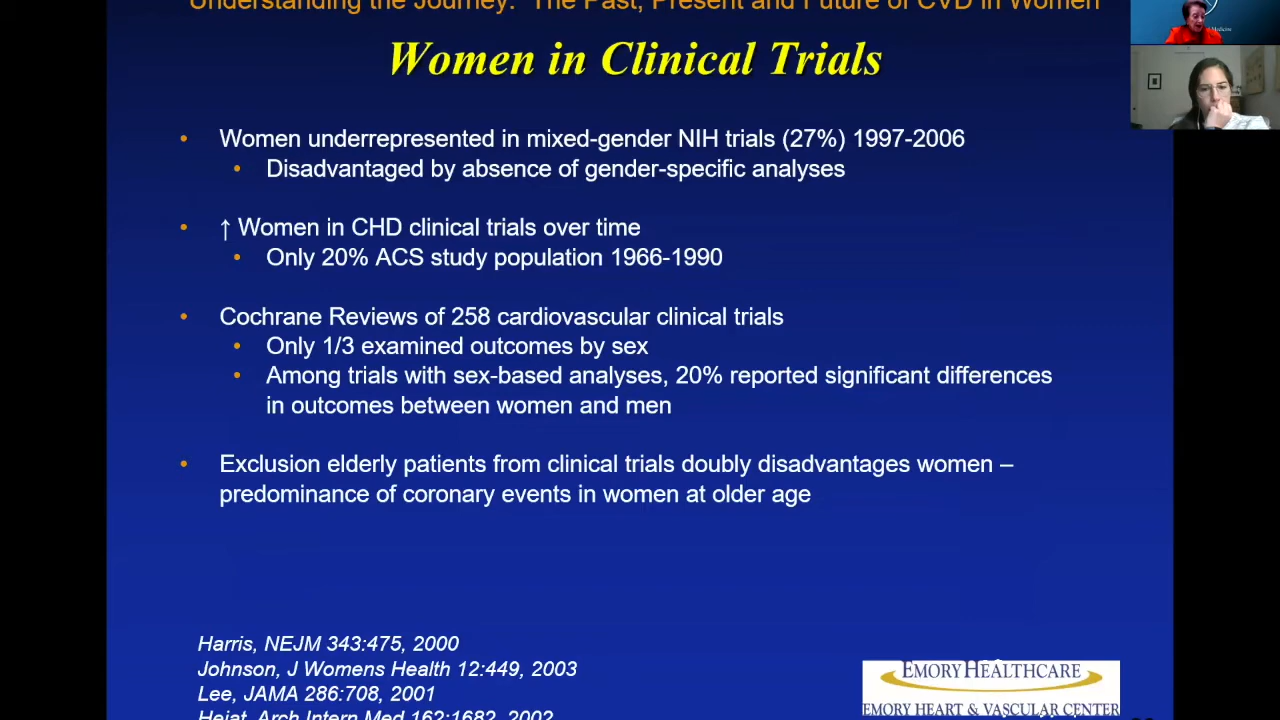 Understanding the Journey: The Past, Present and Future of CVD in Women
Women in Clinical Trials
• Women underrepresented in mixed-gender NIH trials (27%) 1997-2006
• Disadvantaged by absence of gender-specific analyses
• ↑ Women in CHD clinical trials over time
• Only 20% ACS study population 1966-1990
• Cochrane Reviews of 258 cardiovascular clinical trials
• Only 1/3 examined outcomes by sex
• Among trials with sex-based analyses, 20% reported significant differences
in outcomes between women and men
• Exclusion elderly patients from clinical trials doubly disadvantages women –
predominance of coronary events in women at older age
Harris, NEJM 343:475, 2000
Johnson, J Womens Health 12:449, 2003
Lee, JAMA 286:708, 2001
Heiat, Arch Intern Med 162:1682, 2002
EMORY HEALTHCARE
EMORY HEART & VASCULAR CENTER